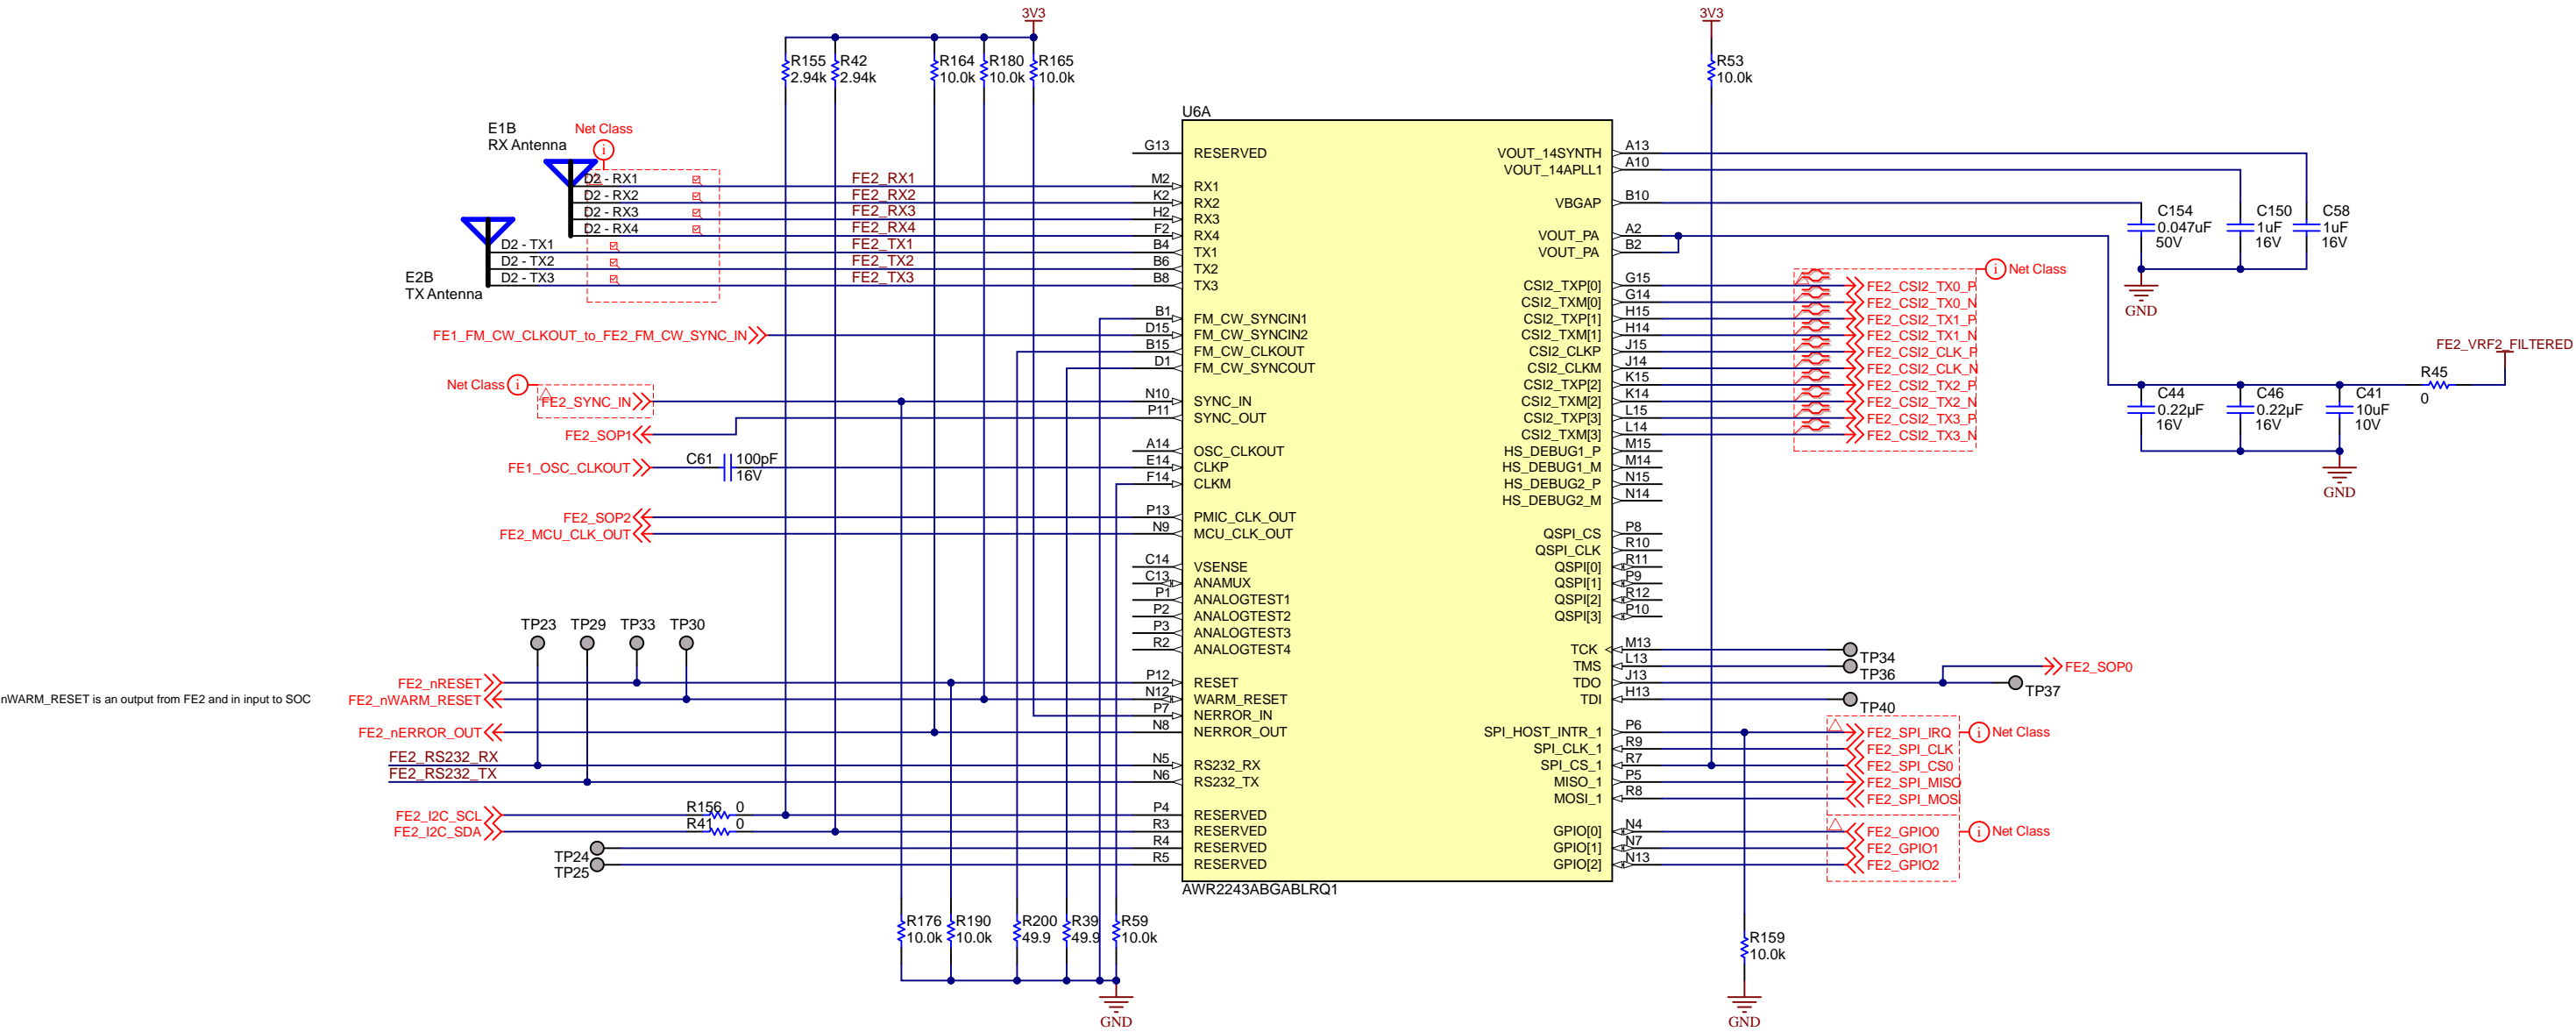 3V3
R155
2.94k
R42
2.94k
R164
10.0k
R180
10.0k
R165
10.0k
3V3
R53
10.0k
E1B
RX Antenna
Net Class
i
D2 - RX1
D2 - RX2
D2 - RX3
D2 - RX4
D2 - TX1
D2 - TX2
D2 - TX3
E2B
TX Antenna
FE2_RX1
FE2_RX2
FE2_RX3
FE2_RX4
FE2_TX1
FE2_TX2
FE2_TX3
FE1_FM_CW_CLKOUT_to_FE2_FM_CW_SYNC_IN
Net Class
i
FE2_SYNC_IN
FE2_SOP1
FE1_OSC_CLKOUT
C61
100pF
16V
FE2_SOP2
FE2_MCU_CLK_OUT
TP23
TP29
TP33
TP30
FE2_nRESET
nWARM_RESET is an output from FE2 and in input to SOC
FE2_nWARM_RESET
FE2_nERROR_OUT
FE2_RS232_RX
FE2_RS232_TX
FE2_I2C_SCL
R156 0
FE2_I2C_SDA
R41 0
TP24
TP25
R176
10.0k
R190
10.0k
R200
49.9
R39
49.9
R59
10.0k
GND
U6A
G13 RESERVED
M2 RX1
K2 RX2
H2 RX3
F2 RX4
B4 TX1
B6 TX2
B8 TX3
B1 FM_CW_SYNCIN1
D15 FM_CW_SYNCIN2
B15 FM_CW_CLKOUT
D1 FM_CW_SYNCOUT
N10 SYNC_IN
P11 SYNC_OUT
A14 OSC_CLKOUT
E14 CLKP
F14 CLKM
P13 PMIC_CLK_OUT
N9 MCU_CLK_OUT
C14 VSENSE
C13 ANAMUX
P1 ANALOGTEST1
P2 ANALOGTEST2
P3 ANALOGTEST3
R2 ANALOGTEST4
P12 RESET
N12 WARM_RESET
P7 NERROR_IN
N8 NERROR_OUT
N5 RS232_RX
N6 RS232_TX
P4 RESERVED
R3 RESERVED
R4 RESERVED
R5 RESERVED
AWR2243ABGABLRQ1
VOUT_14SYNTH A13
VOUT_14APLL1 A10
VBGAP B10
VOUT_PA A2
VOUT_PA B2
CSI2_TXP[0] G15
CSI2_TXM[0] G14
CSI2_TXP[1] H15
CSI2_TXM[1] H14
CSI2_CLKP J15
CSI2_CLKM J14
CSI2_TXP[2] K15
CSI2_TXM[2] K14
CSI2_TXP[3] L15
CSI2_TXM[3] L14
HS_DEBUG1_P M15
HS_DEBUG1_M M14
HS_DEBUG2_P N15
HS_DEBUG2_M N14
QSPI_CS P8
QSPI_CLK R10
QSPI[0] R11
QSPI[1] P9
QSPI[2] R12
QSPI[3] P10
TCK M13
TMS L13
TDO J13
TDI H13
SPI_HOST_INTR_1 P6
SPI_CLK_1 R9
SPI_CS_1 R7
MISO_1 P5
MOSI_1 R8
GPIO[0] N4
GPIO[1] N7
GPIO[2] N13
C154
0.047uF
50V
C150
1uF
16V
C58
1uF
16V
GND
i Net Class
FE2_CSI2_TX0_P
FE2_CSI2_TX0_N
FE2_CSI2_TX1_P
FE2_CSI2_TX1_N
FE2_CSI2_CLK_P
FE2_CSI2_CLK_N
FE2_CSI2_TX2_P
FE2_CSI2_TX2_N
FE2_CSI2_TX3_P
FE2_CSI2_TX3_N
FE2_VRF2_FILTERED
R45
0
C44
0.22µF
16V
C46
0.22µF
16V
C41
10uF
10V
GND
TP34
TP36
FE2_SOP0
TP37
TP40
FE2_SPI_IRQ
i Net Class
FE2_SPI_CLK
FE2_SPI_CS0
FE2_SPI_MISO
FE2_SPI_MOSI
FE2_GPIO0
i Net Class
FE2_GPIO1
FE2_GPIO2
R159
10.0k
GND